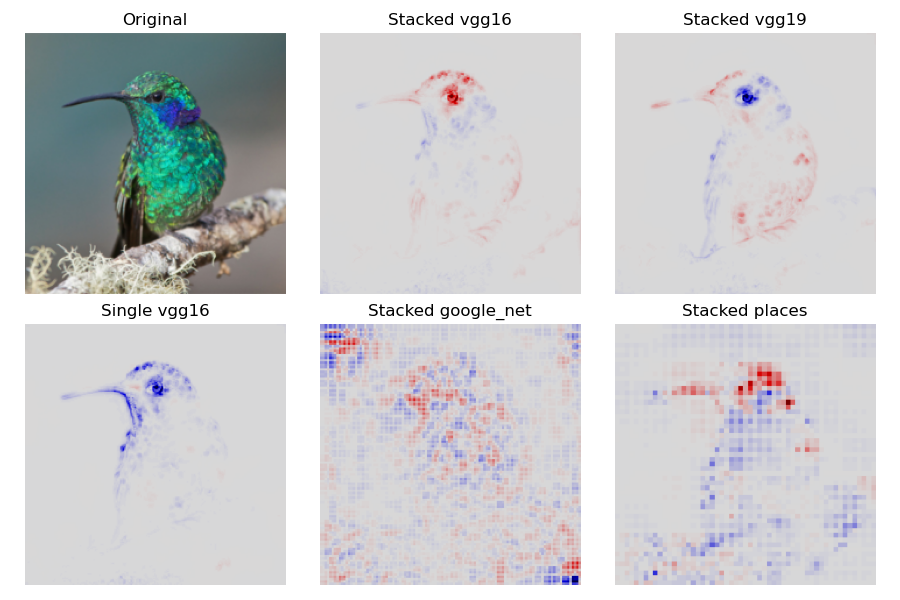 Original
Stacked vgg16
Stacked vgg19
Single vgg16
Stacked google_net
Stacked places